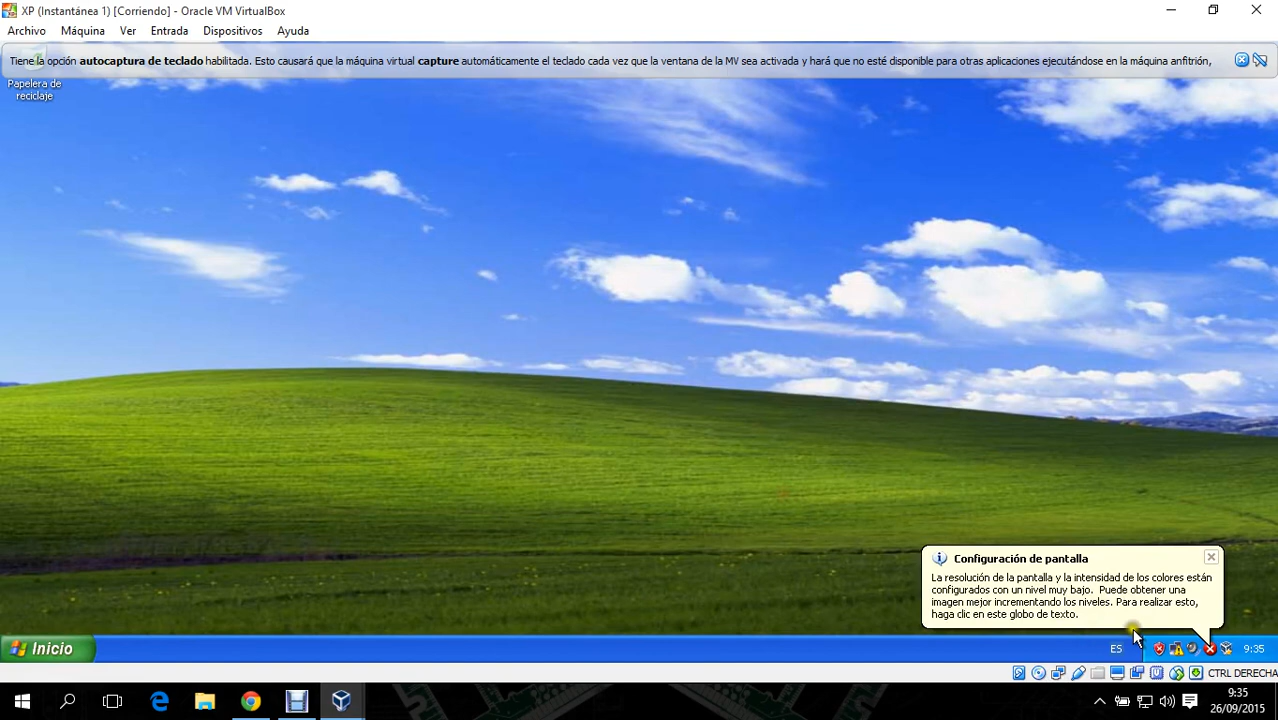 XP (Instantánea 1) [Corriendo] - Oracle VM VirtualBox
Archivo Máquina Ver Entrada Dispositivos Ayuda
Tiene la opción autocaptura de teclado habilitada. Esto causará que la máquina virtual capture automáticamente el teclado cada vez que la ventana de la MV sea activada y hará que no esté disponible para otras aplicaciones ejecutándose en la máquina anfitrión,
Papelera de
reciclaje
Configuración de pantalla
La resolución de la pantalla y la intensidad de los colores están
configurados con un nivel muy bajo. Puede obtener una
imagen mejor incrementando los niveles. Para realizar esto,
haga clic en este globo de texto.
Inicio ES 9:35
CTRL DERECHA
9:35
26/09/2015